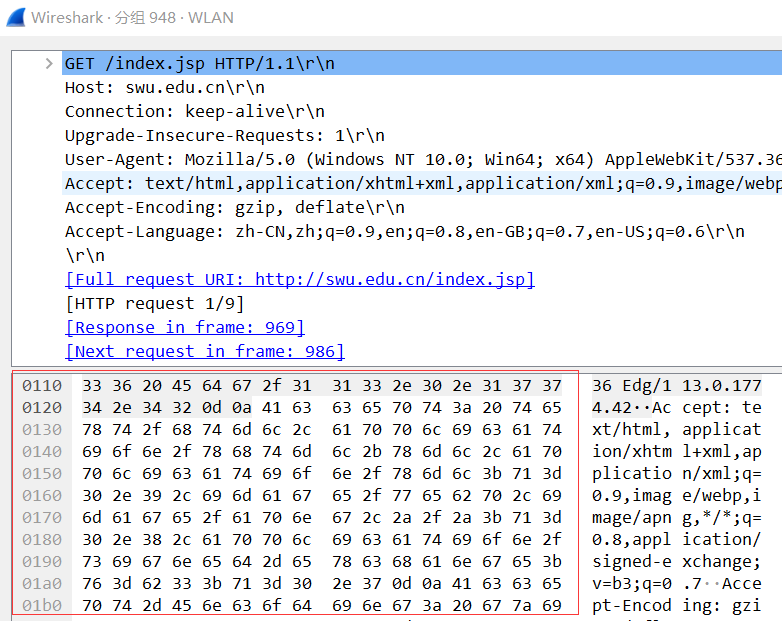 Wireshark · 分组 948 · WLAN
GET /index.jsp HTTP/1.1\r\n
Host: swu.edu.cn\r\n
Connection: keep-alive\r\n
Upgrade-Insecure-Requests: 1\r\n
User-Agent: Mozilla/5.0 (Windows NT 10.0; Win64; x64) AppleWebKit/537.36
Accept: text/html,application/xhtml+xml,application/xml;q=0.9,image/webp
Accept-Encoding: gzip, deflate\r\n
Accept-Language: zh-CN,zh;q=0.9,en;q=0.8,en-GB;q=0.7,en-US;q=0.6\r\n
\r\n
[Full request URI: http://swu.edu.cn/index.jsp]
[HTTP request 1/9]
[Response in frame: 969]
[Next request in frame: 986]
0110 33 36 20 45 64 67 2f 31 31 33 2e 30 2e 31 37 37 36 Edg/1 13.0.177
0120 34 2e 34 32 0d 0a 41 63 63 65 70 74 3a 20 74 65 4.42··Ac cept: te
0130 78 74 2f 68 74 6d 6c 2c 61 70 70 6c 69 63 61 74 xt/html, applicat
0140 69 6f 6e 2f 78 68 74 6d 6c 2b 78 6d 6c 2c 61 70 ion/xhtm l+xml,ap
0150 70 6c 69 63 61 74 69 6f 6e 2f 78 6d 6c 3b 71 3d plicatio n/xml;q=
0160 30 2e 39 2c 69 6d 61 67 65 2f 77 65 62 70 2c 69 0.9,imag e/webp,i
0170 6d 61 67 65 2f 61 70 6e 67 2c 2a 2f 2a 3b 71 3d mage/apn g,*/*;q=
0180 30 2e 38 2c 61 70 70 6c 69 63 61 74 69 6f 6e 2f 0.8,appl ication/
0190 73 69 67 6e 65 64 2d 65 78 63 68 61 6e 67 65 3b signed-e xchange;
01a0 76 3d 62 33 3b 71 3d 30 2e 37 0d 0a 41 63 63 65 v=b3;q=0 .7··Acce
01b0 70 74 2d 45 6e 63 6f 64 69 6e 67 3a 20 67 7a 69 pt-Encod ing: gzi